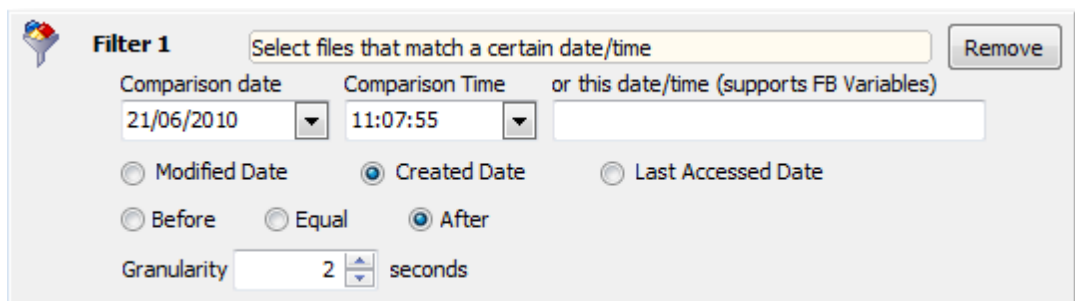 Filter 1 Select files that match a certain date/time Remove
Comparison date Comparison Time or this date/time (supports FB Variables)
21/06/2010 11:07:55
Modified Date Created Date Last Accessed Date
Before Equal After
Granularity 2 seconds